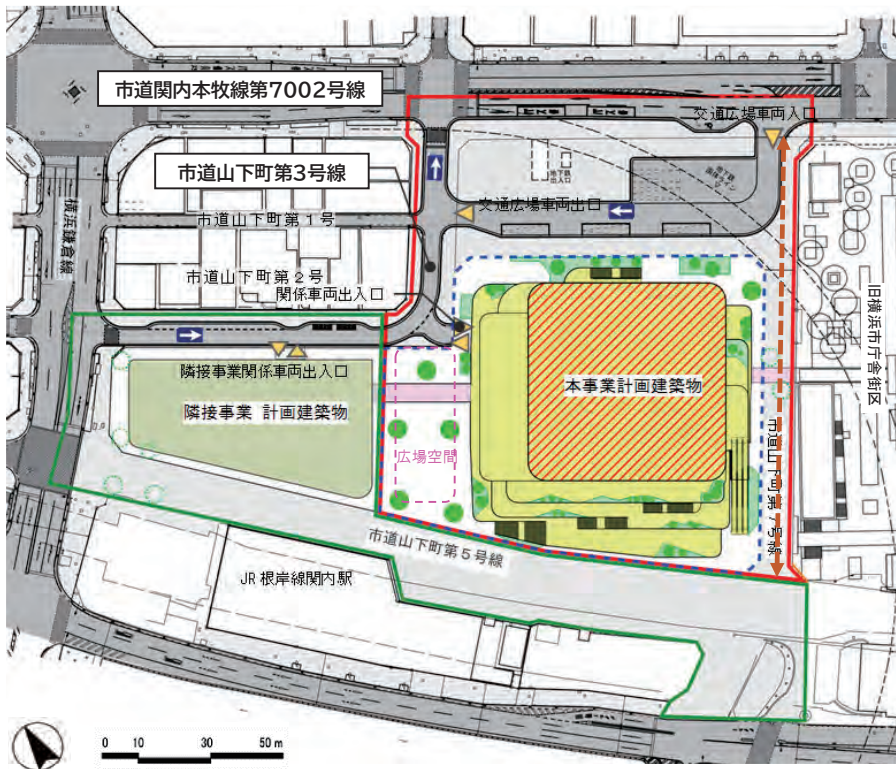 市道関内本牧線第7002号線
交通広場車両入口
市道山下町第3号線
地下鉄
出入口
交通広場車両出口
市道山下町第1号
横浜鎌倉線
市道山下町第2号
関係車両出入口
旧横浜市庁舎街区
隣接事業関係車両出入口
隣接事業 計画建築物
本事業計画建築物
広場空間
市道山下町第7号線
市道山下町第5号線
JR根岸線関内駅
0 10 30 50 m